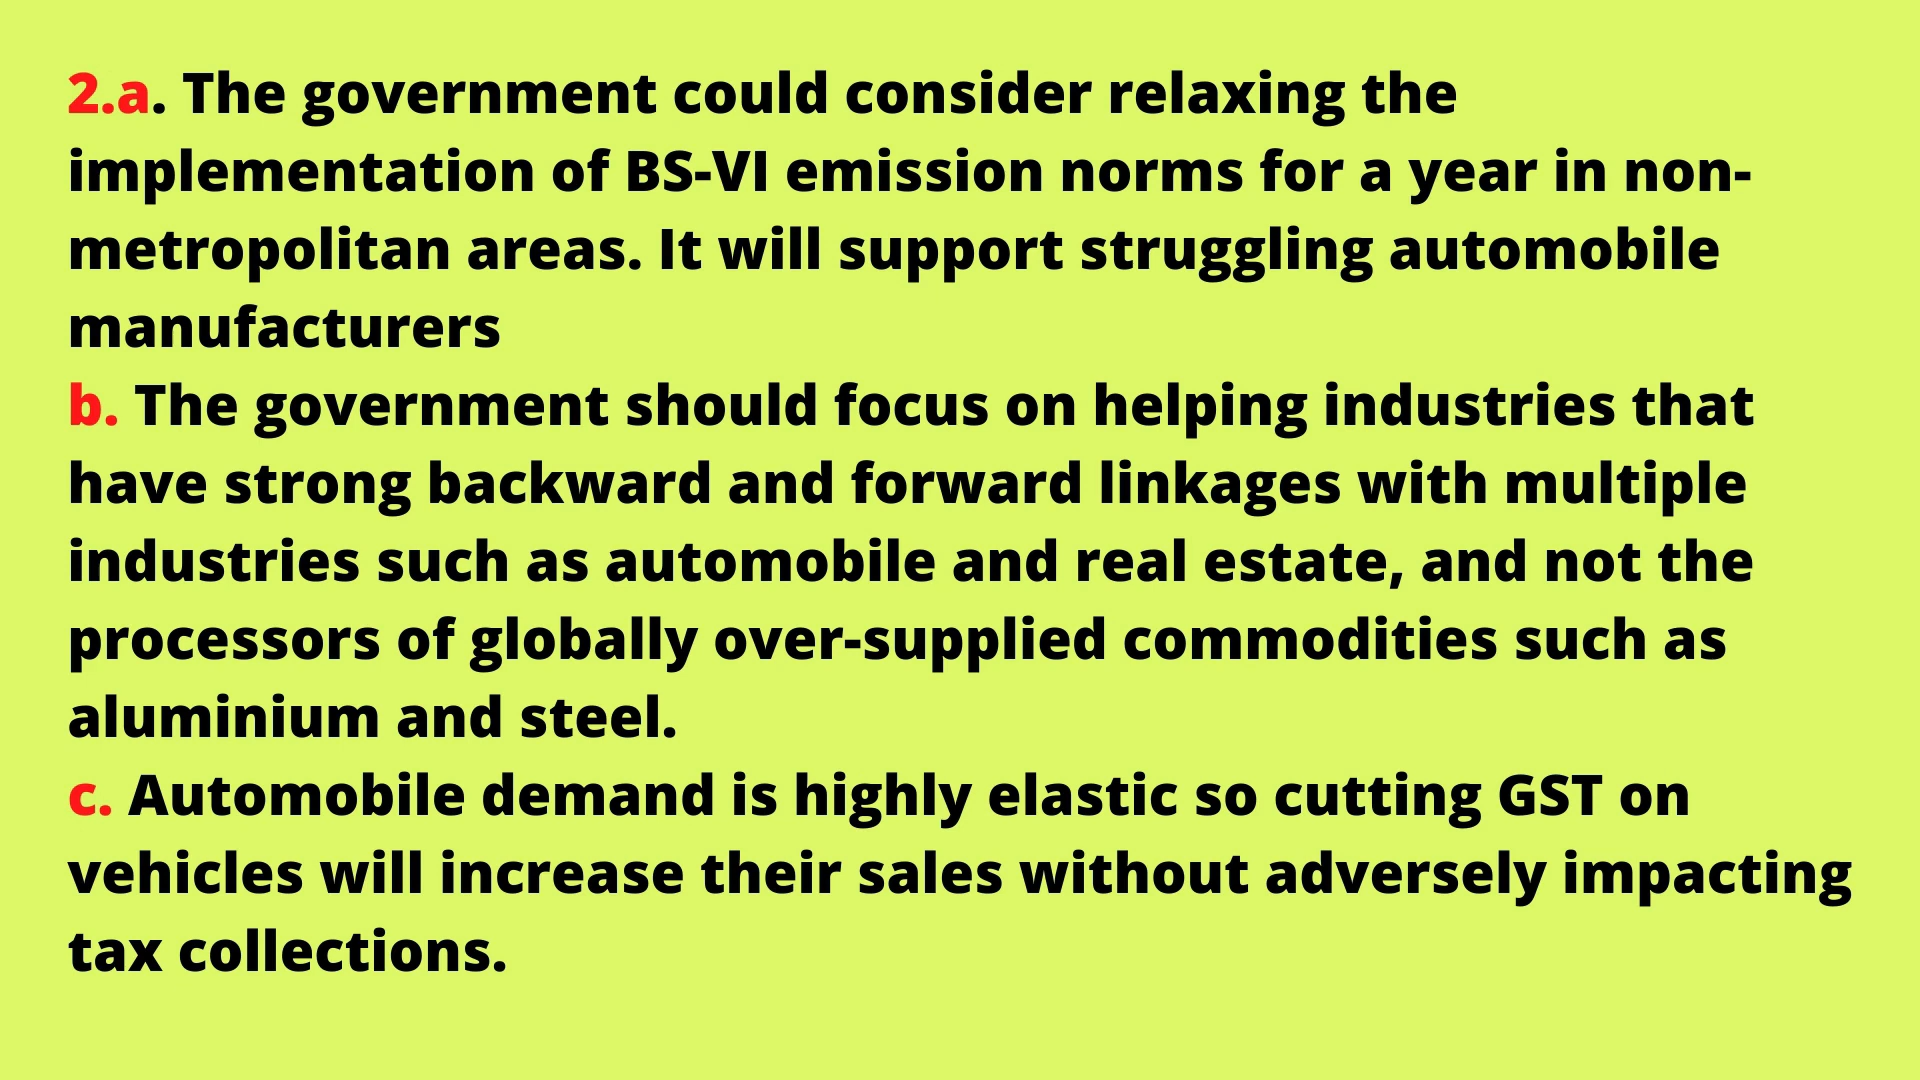 2.a. The government could consider relaxing the
implementation of BS-VI emission norms for a year in non-
metropolitan areas. It will support struggling automobile
manufacturers
b. The government should focus on helping industries that
have strong backward and forward linkages with multiple
industries such as automobile and real estate, and not the
processors of globally over-supplied commodities such as
aluminium and steel.
c. Automobile demand is highly elastic so cutting GST on
vehicles will increase their sales without adversely impacting
tax collections.